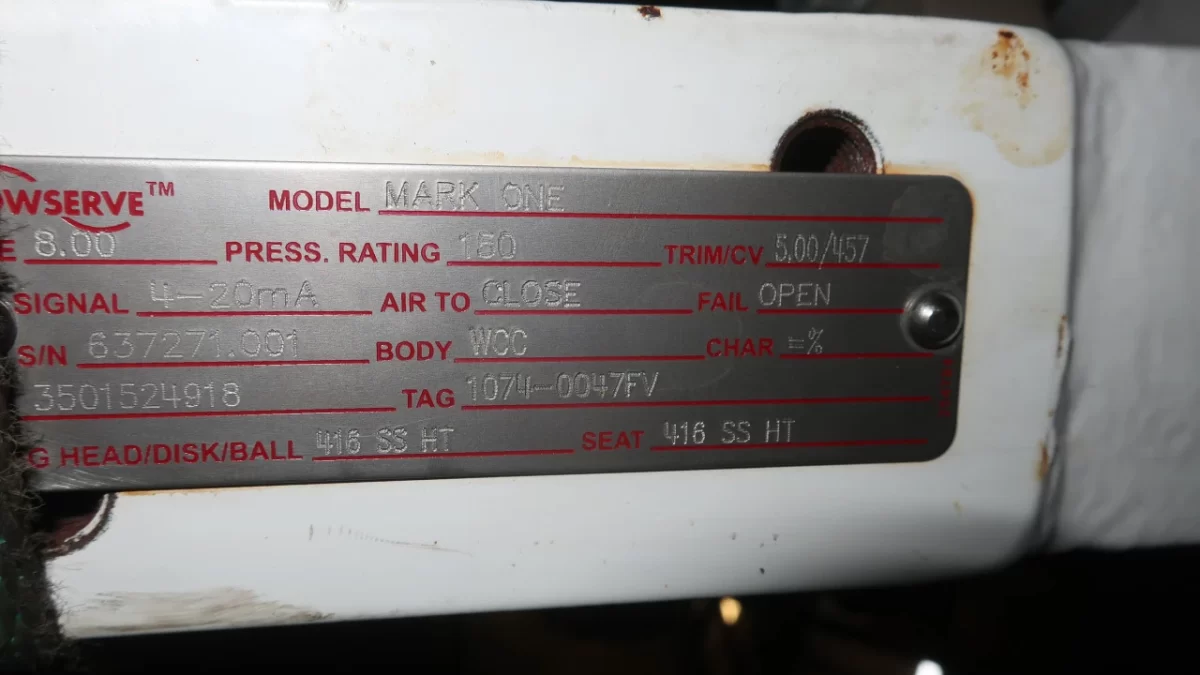 OWSERVE™ MODEL MARK ONE
E 8.00 PRESS. RATING 150 TRIM/CV 5.00/457
SIGNAL 4-20mA AIR TO CLOSE FAIL OPEN
S/N 637271.001 BODY WCC CHAR =%
3501524918 TAG 1074-0047FV
G HEAD/DISK/BALL 416 SS HT SEAT 416 SS HT